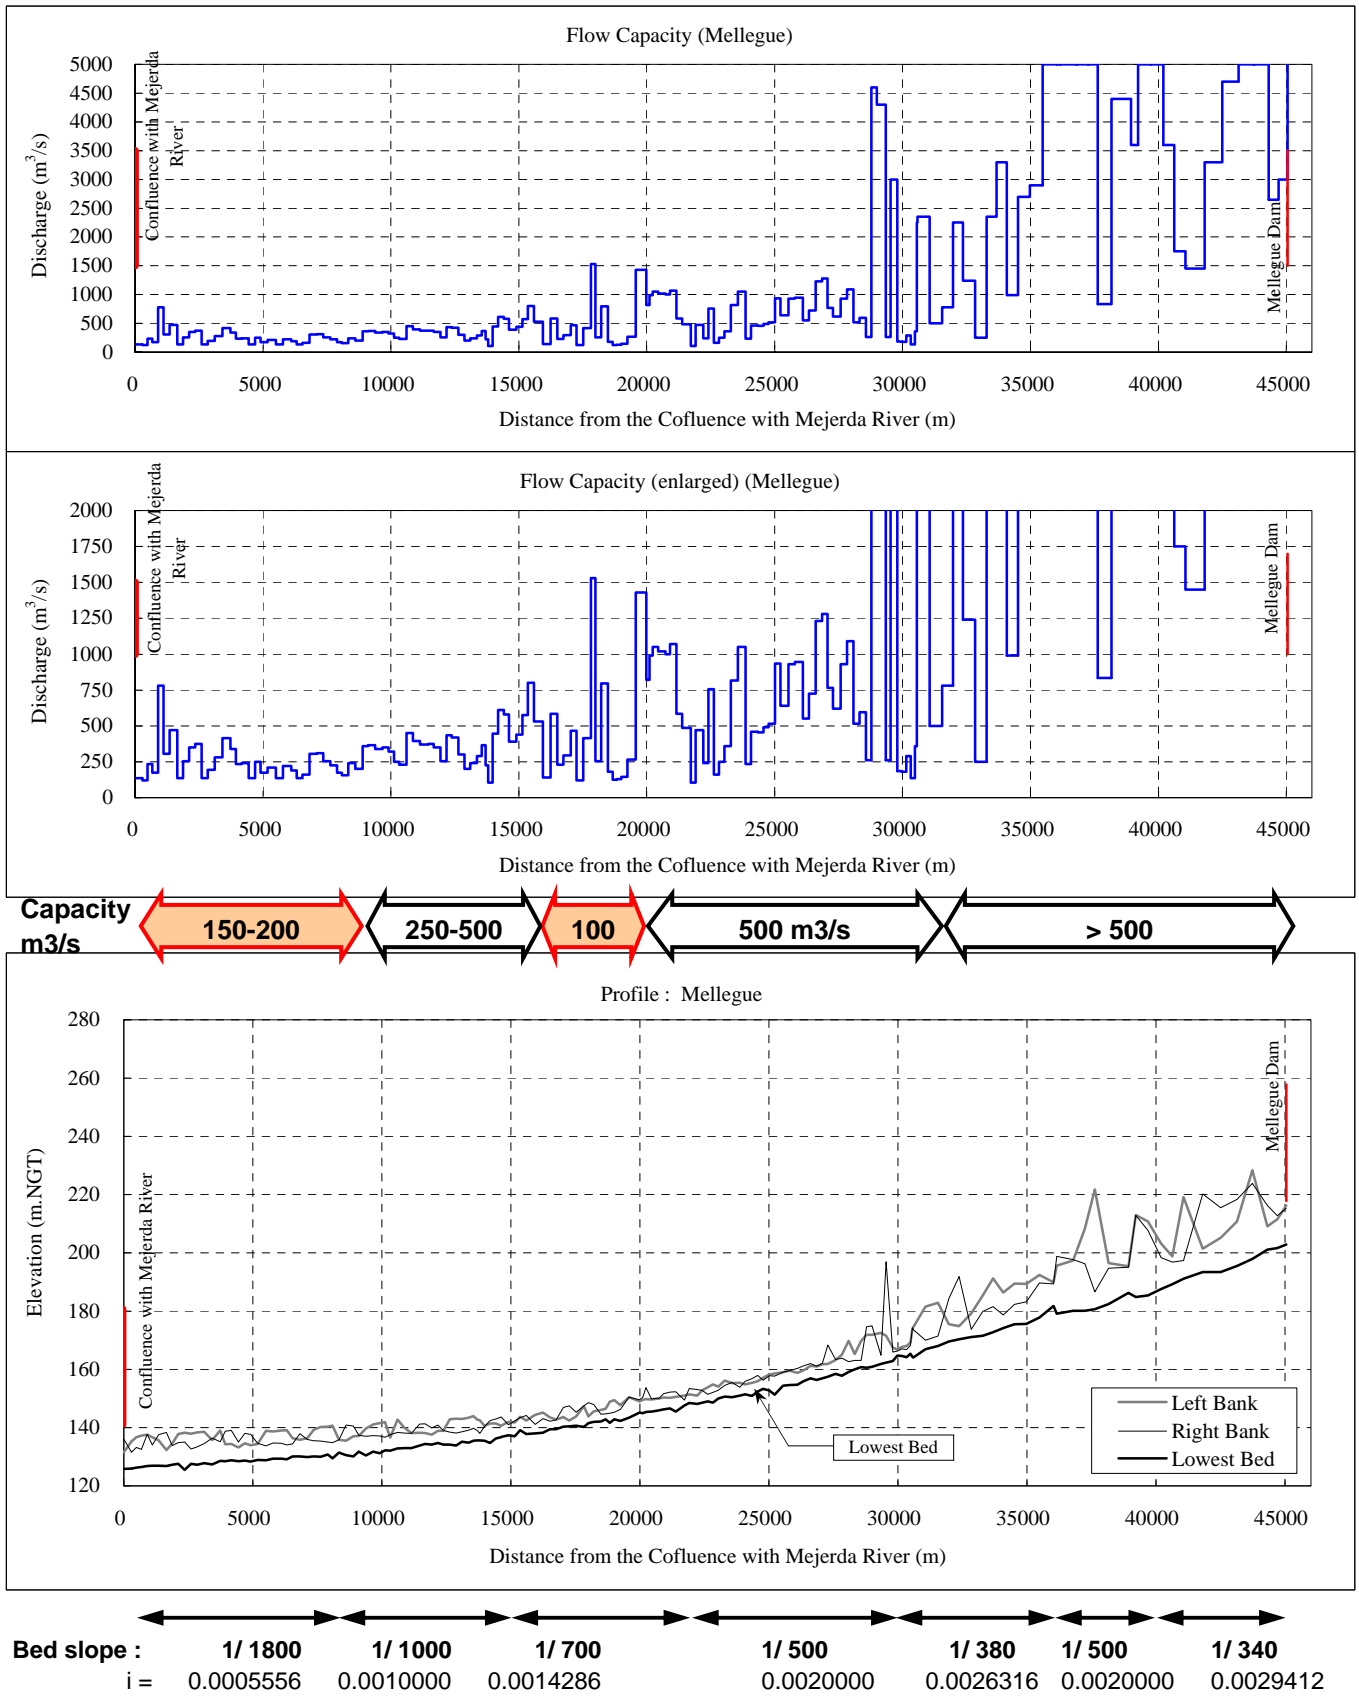 Flow Capacity (Mellegue)
5000
4500
4000
3500
3000
2500
2000
1500
1000
500
0
Discharge (m³/s)
Confluence with Mejerda
River
Mellegue Dam
0 5000 10000 15000 20000 25000 30000 35000 40000 45000
Distance from the Cofluence with Mejerda River (m)
Flow Capacity (enlarged) (Mellegue)
2000
1750
1500
1250
1000
750
500
250
0
Discharge (m³/s)
Confluence with Mejerda
River
Mellegue Dam
0 5000 10000 15000 20000 25000 30000 35000 40000 45000
Distance from the Cofluence with Mejerda River (m)
Capacity
m3/s
150-200 250-500 100 500 m3/s > 500
Profile : Mellegue
280
260
240
220
200
180
160
140
120
Elevation (m.NGT)
Confluence with Mejerda River
Mellegue Dam
Lowest Bed
Left Bank
Right Bank
Lowest Bed
0 5000 10000 15000 20000 25000 30000 35000 40000 45000
Distance from the Cofluence with Mejerda River (m)
Bed slope : 1/ 1800 1/ 1000 1/ 700 1/ 500 1/ 380 1/ 500 1/ 340
i = 0.0005556 0.0010000 0.0014286 0.0020000 0.0026316 0.0020000 0.0029412